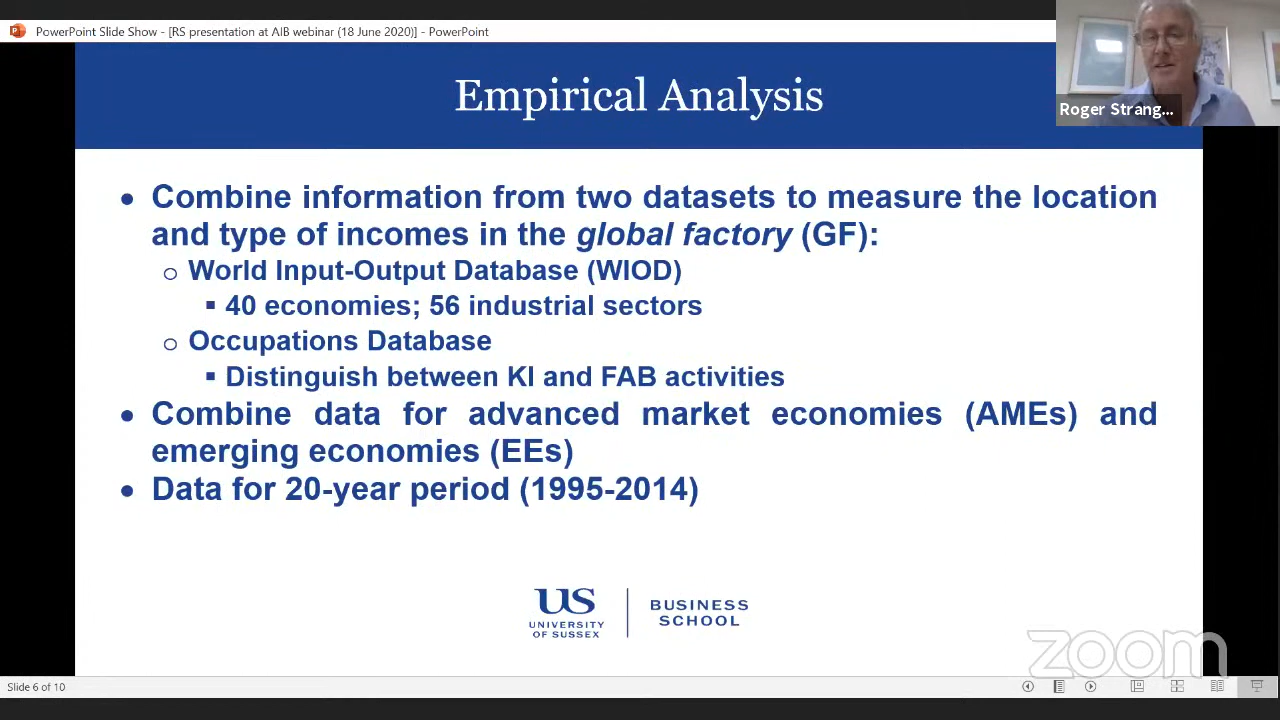 PowerPoint Slide Show - [RS presentation at AIB webinar (18 June 2020)] - PowerPoint
Empirical Analysis
Roger Strang...
• Combine information from two datasets to measure the location
and type of incomes in the global factory (GF):
o World Input-Output Database (WIOD)
▪ 40 economies; 56 industrial sectors
o Occupations Database
▪ Distinguish between KI and FAB activities
• Combine data for advanced market economies (AMEs) and
emerging economies (EEs)
• Data for 20-year period (1995-2014)
US
UNIVERSITY
OF SUSSEX
BUSINESS
SCHOOL
zoom
Slide 6 of 10